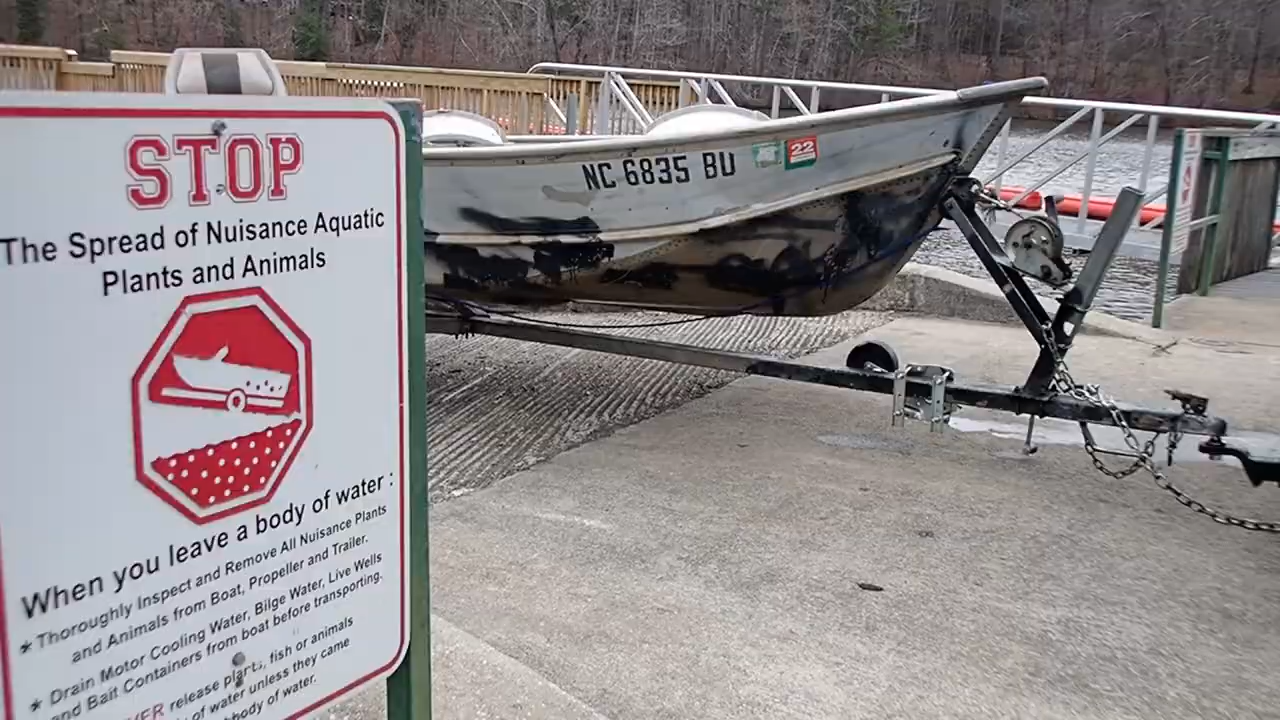 STOP
The Spread of Nuisance Aquatic
Plants and Animals
When you leave a body of water :
* Thoroughly Inspect and Remove All Nuisance Plants
and Animals from Boat, Propeller and Trailer.
* Drain Motor Cooling Water, Bilge Water, Live Wells
and Bait Containers from boat before transporting.
release plants, fish or animals
of water unless they came
body of water.
NC 6835 BU
22